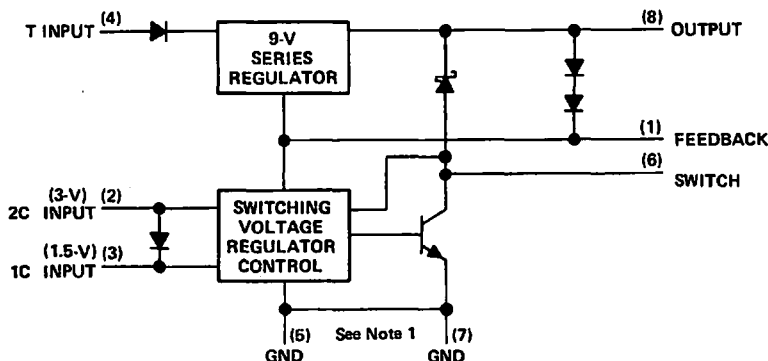 (4)
T INPUT
9-V
SERIES
REGULATOR
(8)
OUTPUT
(1)
FEEDBACK
(6)
SWITCH
(3-V) (2)
2C INPUT
(1.5-V) (3)
1C INPUT
SWITCHING
VOLTAGE
REGULATOR
CONTROL
(5)
GND
See Note 1
(7)
GND